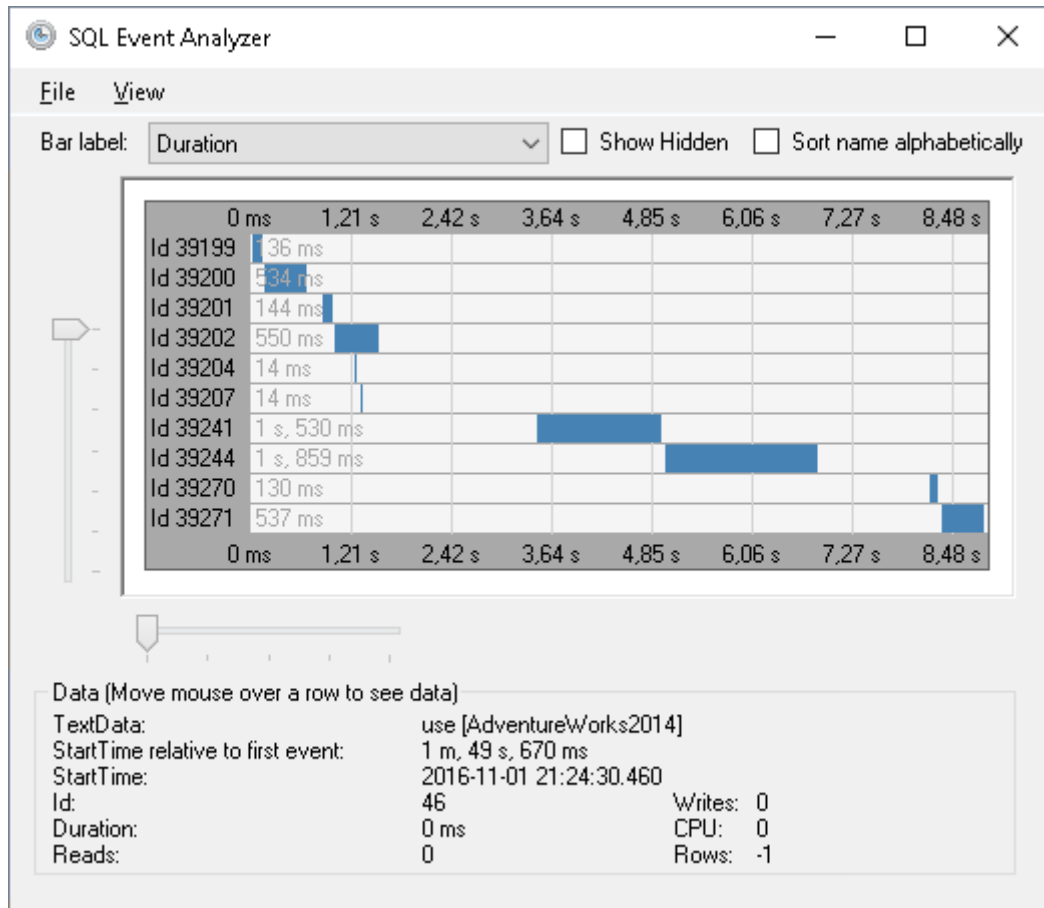 SQL Event Analyzer
File View
Bar label: Duration Show Hidden Sort name alphabetically
0 ms 1,21 s 2,42 s 3,64 s 4,85 s 6,06 s 7,27 s 8,48 s
Id 39199 136 ms
Id 39200 534 ms
Id 39201 144 ms
Id 39202 550 ms
Id 39204 14 ms
Id 39207 14 ms
Id 39241 1 s, 530 ms
Id 39244 1 s, 859 ms
Id 39270 130 ms
Id 39271 537 ms
0 ms 1,21 s 2,42 s 3,64 s 4,85 s 6,06 s 7,27 s 8,48 s
Data (Move mouse over a row to see data)
TextData: use [AdventureWorks2014]
StartTime relative to first event: 1 m, 49 s, 670 ms
StartTime: 2016-11-01 21:24:30.460
Id: 46 Writes: 0
Duration: 0 ms CPU: 0
Reads: 0 Rows: -1